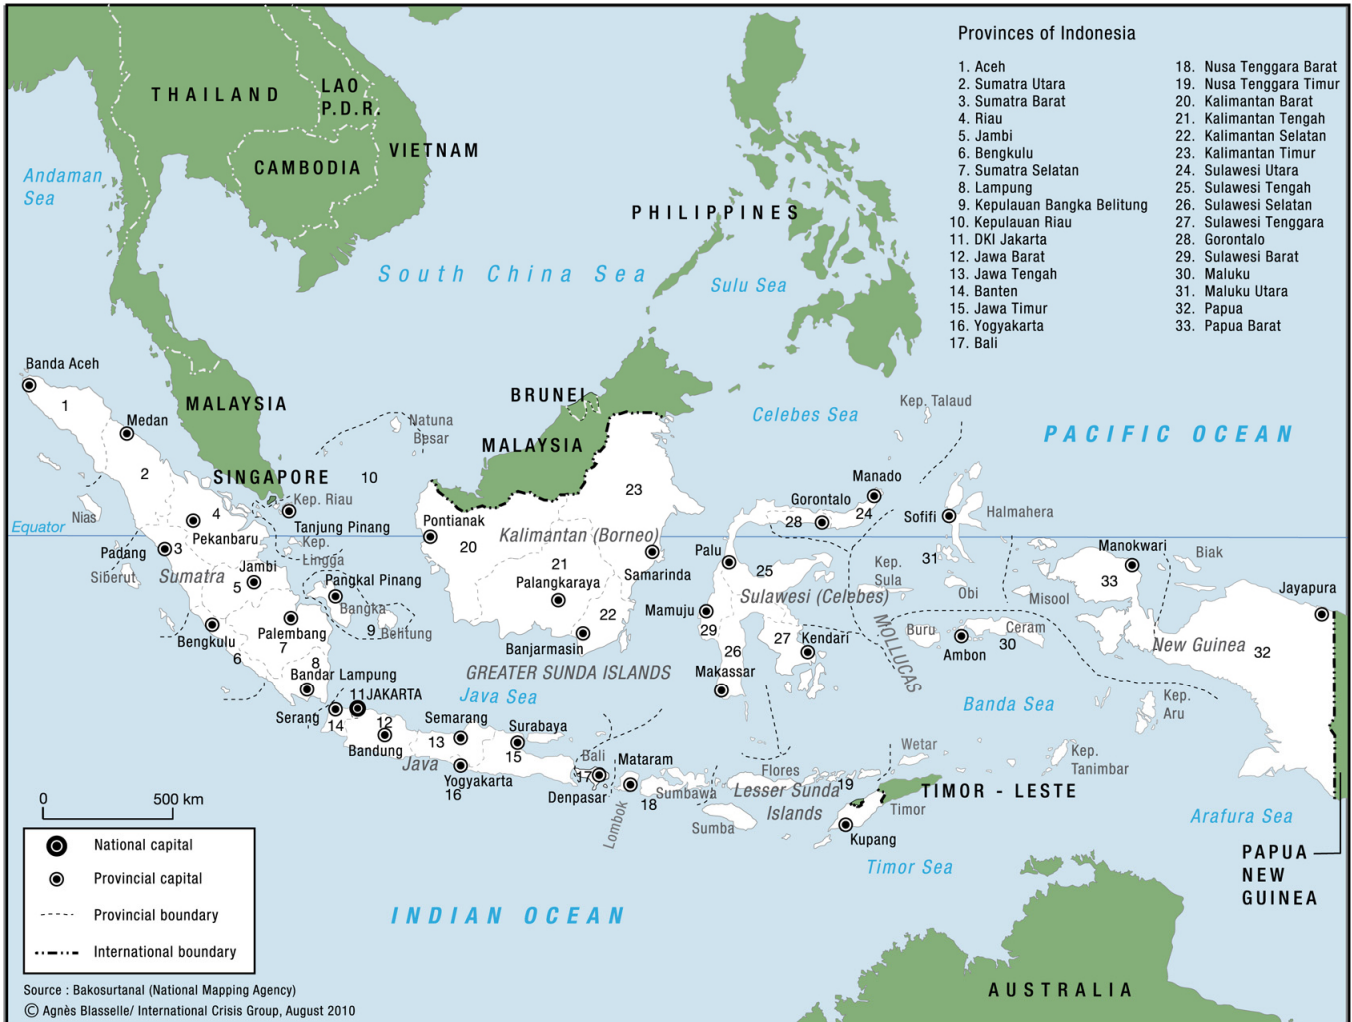 Provinces of Indonesia
1. Aceh
2. Sumatra Utara
3. Sumatra Barat
4. Riau
5. Jambi
6. Bengkulu
7. Sumatra Selatan
8. Lampung
9. Kepulauan Bangka Belitung
10. Kepulauan Riau
11. DKI Jakarta
12. Jawa Barat
13. Jawa Tengah
14. Banten
15. Jawa Timur
16. Yogyakarta
17. Bali
18. Nusa Tenggara Barat
19. Nusa Tenggara Timur
20. Kalimantan Barat
21. Kalimantan Tengah
22. Kalimantan Selatan
23. Kalimantan Timur
24. Sulawesi Utara
25. Sulawesi Tengah
26. Sulawesi Selatan
27. Sulawesi Tenggara
28. Gorontalo
29. Sulawesi Barat
30. Maluku
31. Maluku Utara
32. Papua
33. Papua Barat
THAILAND
LAO
P.D.R.
VIETNAM
CAMBODIA
Andaman
Sea
PHILIPPINES
South China Sea
Sulu Sea
Banda Aceh
1
Medan
2
MALAYSIA
SINGAPORE
BRUNEI
MALAYSIA
Natuna
Besar
10
Celebes Sea
Kep. Talaud
PACIFIC OCEAN
Nias
Equator
4
Pekanbaru
Kep. Riau
Tanjung Pinang
Kep.
Lingga
Padang
3
Siberut
Sumatra
Jambi
5
Pangkal Pinang
Bangka
9
Belitung
Bengkulu
6
Palembang
7
8
Bandar Lampung
Pontianak
20
Kalimantan (Borneo)
23
21
Palangkaraya
Samarinda
22
Banjarmasin
GREATER SUNDA ISLANDS
Java Sea
Manado
24
Gorontalo
28
Palu
25
Sulawesi (Celebes)
Mamuju
29
26
27
Kendari
Makassar
Sofifi
Halmahera
31
Kep.
Sula
Obi
MOLLUCAS
Buru
Ambon
Ceram
30
Misool
Manokwari
33
Biak
Jayapura
New Guinea
32
Kep.
Aru
Banda Sea
Kep.
Tanimbar
Serang
14
11
JAKARTA
12
Bandung
Java
Semarang
13
Yogyakarta
16
Surabaya
15
Bali
17
Denpasar
Mataram
Lombok
18
Sumbawa
Sumba
Flores
Lesser Sunda
Islands
19
Wetar
TIMOR - LESTE
Timor
Kupang
Timor Sea
Arafura Sea
PAPUA
NEW
GUINEA
INDIAN OCEAN
AUSTRALIA
0
500 km
National capital
Provincial capital
Provincial boundary
International boundary
Source : Bakosurtanal (National Mapping Agency)
© Agnès Blasselle/ International Crisis Group, August 2010